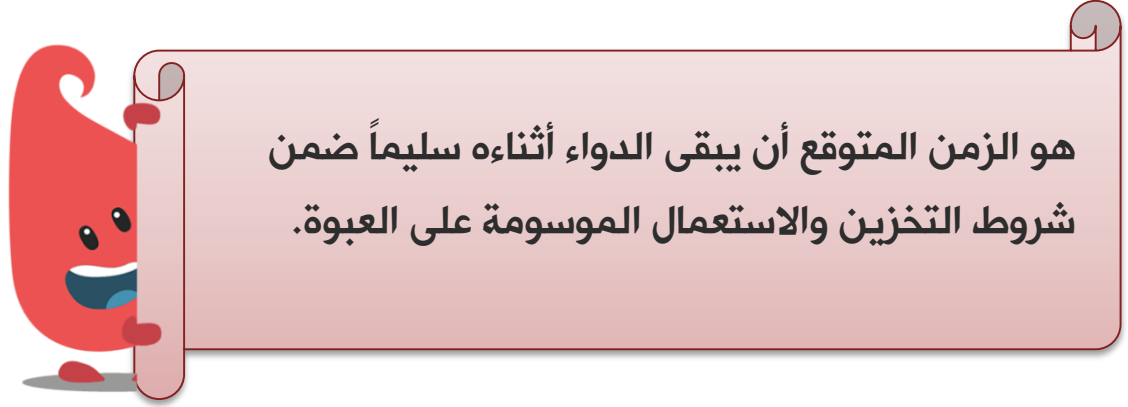 هو الزمن المتوقع أن يبقى الدواء أثناءه سليماً ضمن
شروط التخزين والاستعمال الموسومة على العبوة.